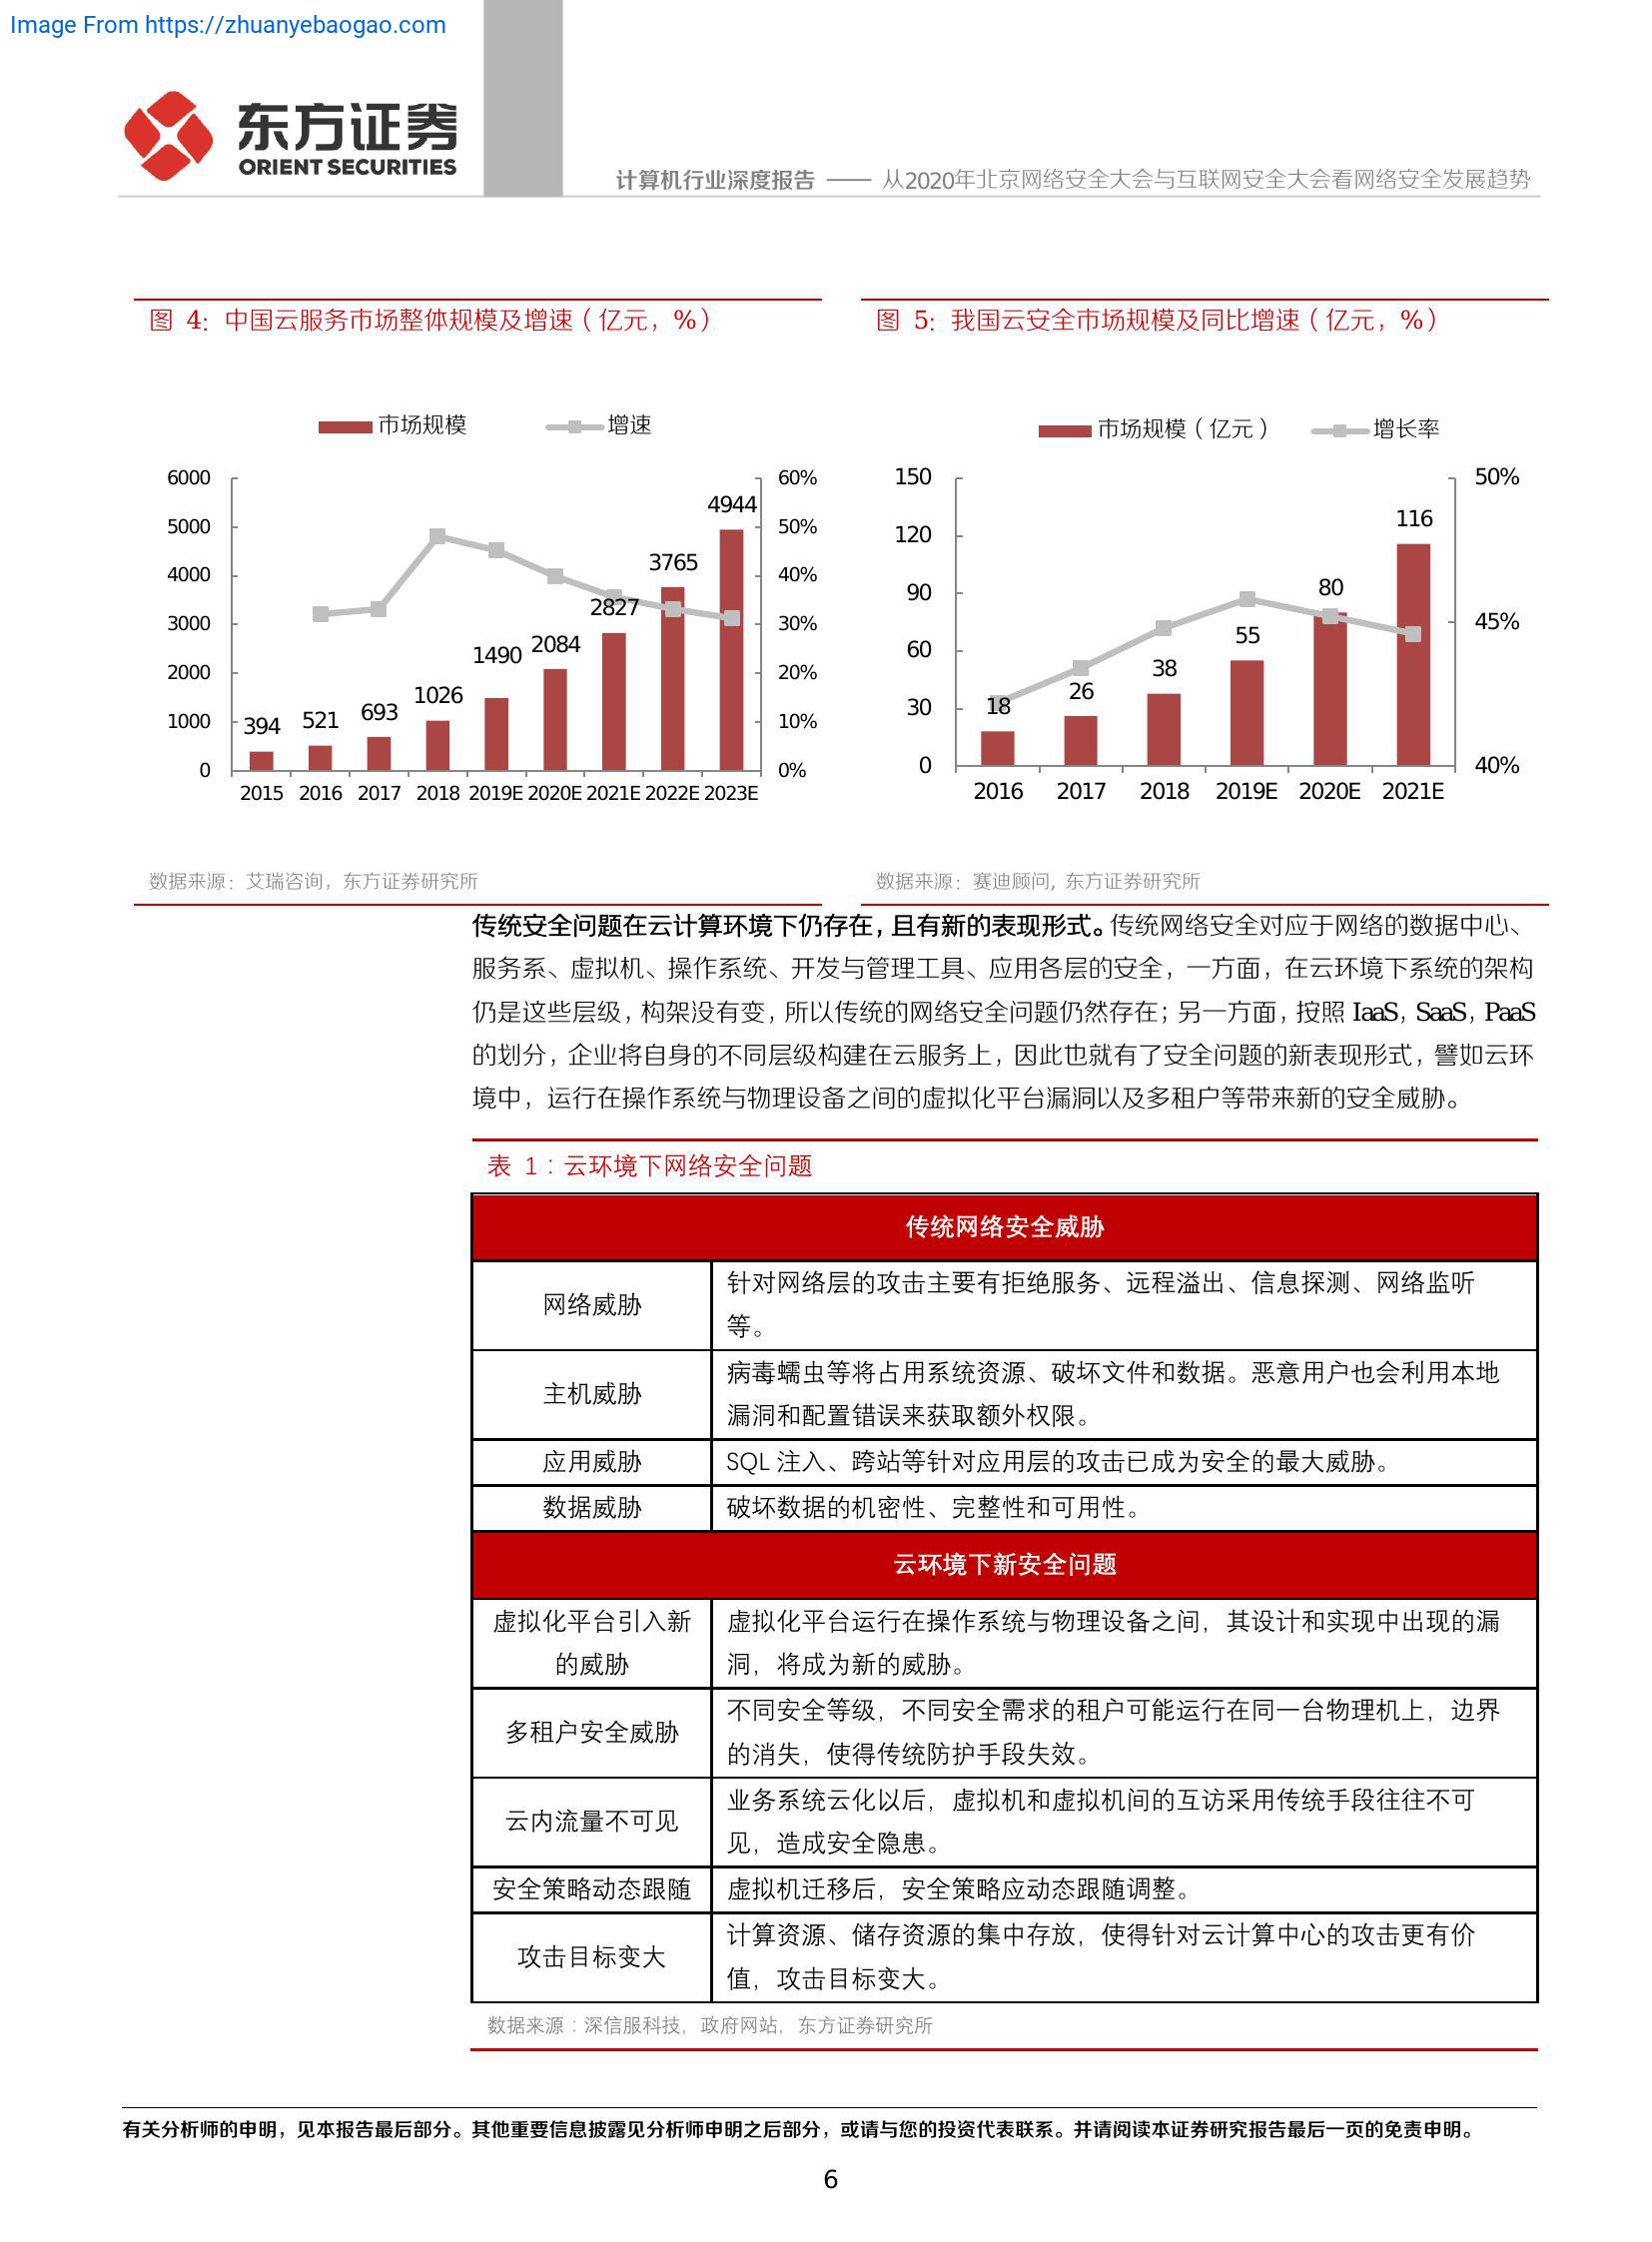 Image From https://zhuanyebaogao.com
东方证券
ORIENT SECURITIES
计算机行业深度报告 —— 从2020年北京网络安全大会与互联网安全大会看网络安全发展趋势
图 4：中国云服务市场整体规模及增速（亿元，%）
市场规模 增速
6000 5000 4000 3000 2000 1000 0
60% 50% 40% 30% 20% 10% 0%
394 521 693 1026 1490 2084 2827 3765 4944
2015 2016 2017 2018 2019E 2020E 2021E 2022E 2023E
数据来源：艾瑞咨询，东方证券研究所
图 5：我国云安全市场规模及同比增速（亿元，%）
市场规模（亿元） 增长率
150 120 90 60 30 0
50% 45% 40%
18 26 38 55 80 116
2016 2017 2018 2019E 2020E 2021E
数据来源：赛迪顾问，东方证券研究所
传统安全问题在云计算环境下仍存在，且有新的表现形式。传统网络安全对应于网络的数据中心、
服务系、虚拟机、操作系统、开发与管理工具、应用各层的安全，一方面，在云环境下系统的架构
仍是这些层级，构架没有变，所以传统的网络安全问题仍然存在；另一方面，按照 IaaS，SaaS，PaaS
的划分，企业将自身的不同层级构建在云服务上，因此也就有了安全问题的新表现形式，譬如云环
境中，运行在操作系统与物理设备之间的虚拟化平台漏洞以及多租户等带来新的安全威胁。
表 1：云环境下网络安全问题
传统网络安全威胁
网络威胁
针对网络层的攻击主要有拒绝服务、远程溢出、信息探测、网络监听
等。
主机威胁
病毒蠕虫等将占用系统资源、破坏文件和数据。恶意用户也会利用本地
漏洞和配置错误来获取额外权限。
应用威胁
SQL 注入、跨站等针对应用层的攻击已成为安全的最大威胁。
数据威胁
破坏数据的机密性、完整性和可用性。
云环境下新安全问题
虚拟化平台引入新
的威胁
虚拟化平台运行在操作系统与物理设备之间，其设计和实现中出现的漏
洞，将成为新的威胁。
多租户安全威胁
不同安全等级，不同安全需求的租户可能运行在同一台物理机上，边界
的消失，使得传统防护手段失效。
云内流量不可见
业务系统云化以后，虚拟机和虚拟机间的互访采用传统手段往往不可
见，造成安全隐患。
安全策略动态跟随
虚拟机迁移后，安全策略应动态跟随调整。
攻击目标变大
计算资源、储存资源的集中存放，使得针对云计算中心的攻击更有价
值，攻击目标变大。
数据来源：深信服科技，政府网站，东方证券研究所
有关分析师的申明，见本报告最后部分。其他重要信息披露见分析师申明之后部分，或请与您的投资代表联系。并请阅读本证券研究报告最后一页的免责申明。
6